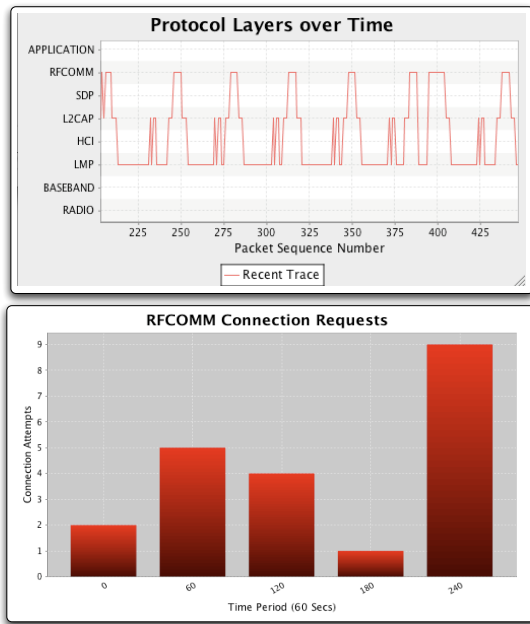 Protocol Layers over Time
APPLICATION
RFCOMM
SDP
L2CAP
HCI
LMP
BASEBAND
RADIO
225 250 275 300 325 350 375 400 425
Packet Sequence Number
Recent Trace
RFCOMM Connection Requests
Connection Attempts
9
8
7
6
5
4
3
2
1
0
0 60 120 180 240
Time Period (60 Secs)